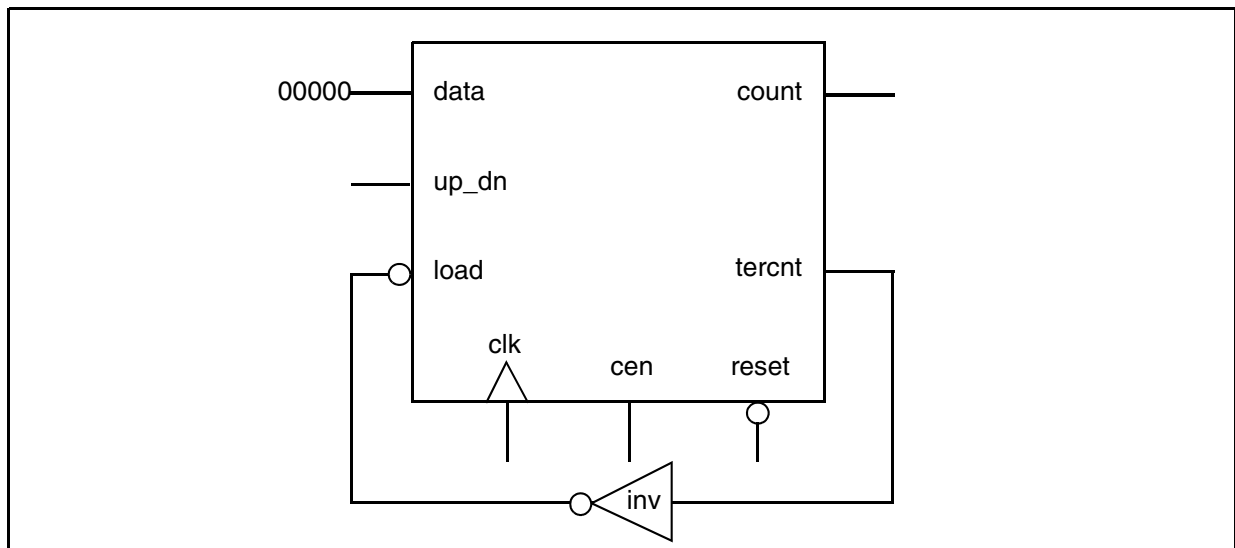 00000
data
count
up_dn
load
tercnt
clk
cen
reset
inv